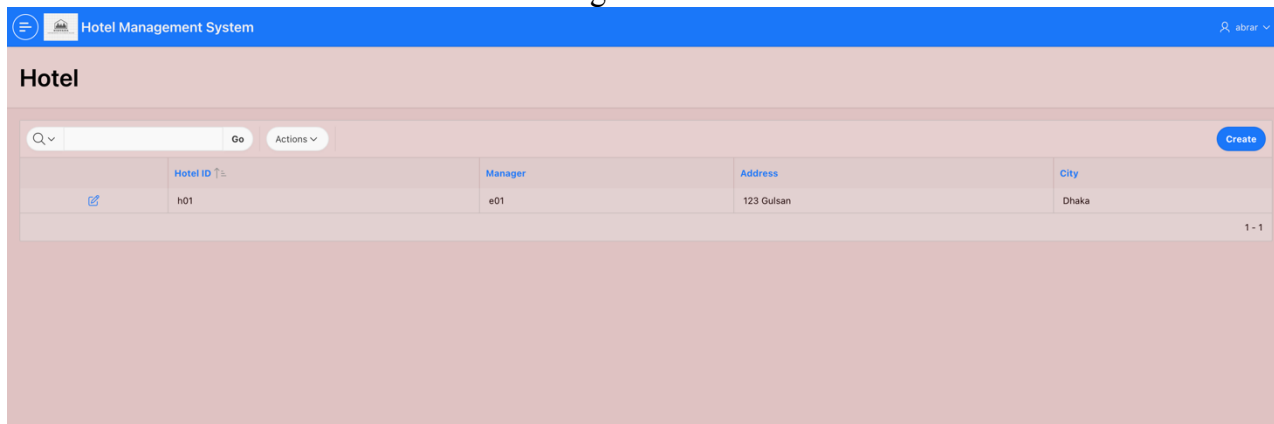 Hotel Management System
abrar
Hotel
Go
Actions
Create
Hotel ID
Manager
Address
City
h01
e01
123 Gulsan
Dhaka
1 - 1